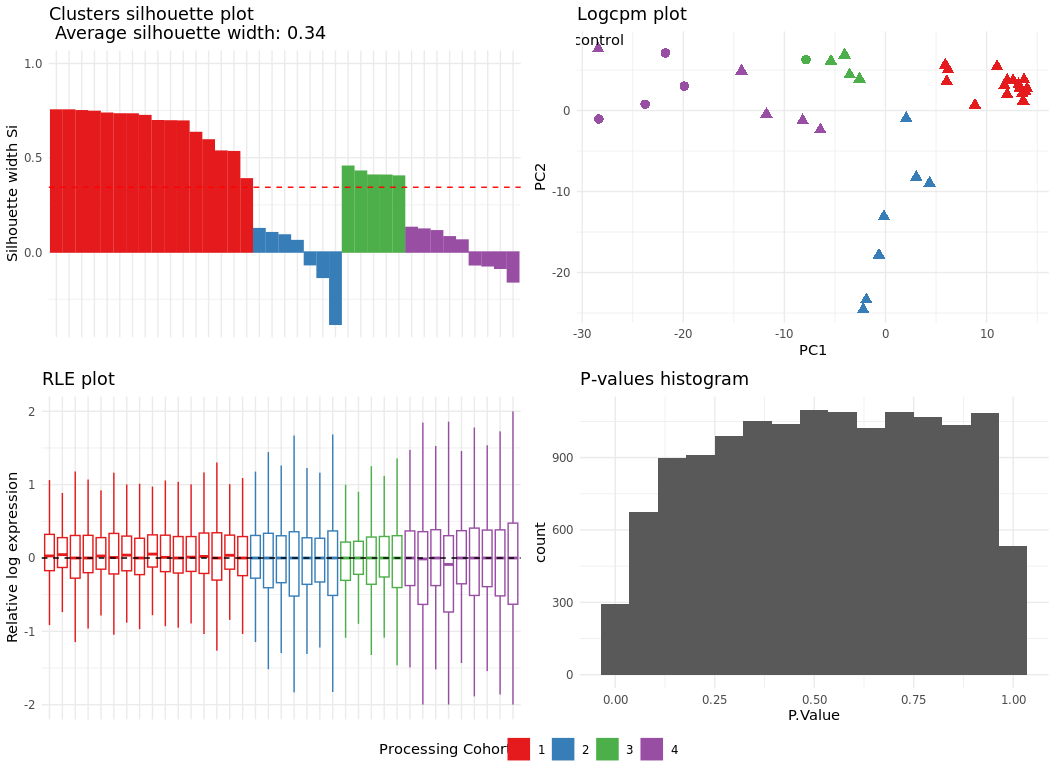 Clusters silhouette plot
Average silhouette width: 0.34
Silhouette width Si
1.0
0.5
0.0
Logcpm plot
control
PC2
0
-10
-20
-30
-20
-10
0
10
PC1
RLE plot
Relative log expression
2
1
0
-1
-2
P-values histogram
count
900
600
300
0
0.00
0.25
0.50
0.75
1.00
P.Value
Processing Cohort
1
2
3
4